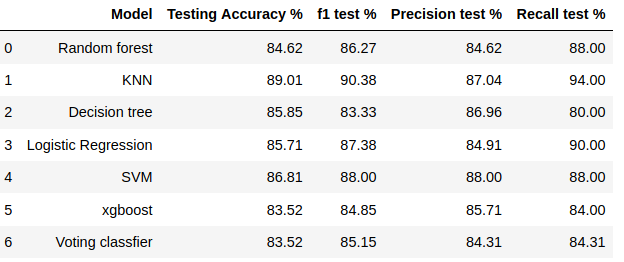 Model Testing Accuracy % f1 test % Precision test % Recall test %
0 Random forest 84.62 86.27 84.62 88.00
1 KNN 89.01 90.38 87.04 94.00
2 Decision tree 85.85 83.33 86.96 80.00
3 Logistic Regression 85.71 87.38 84.91 90.00
4 SVM 86.81 88.00 88.00 88.00
5 xgboost 83.52 84.85 85.71 84.00
6 Voting classfier 83.52 85.15 84.31 84.31